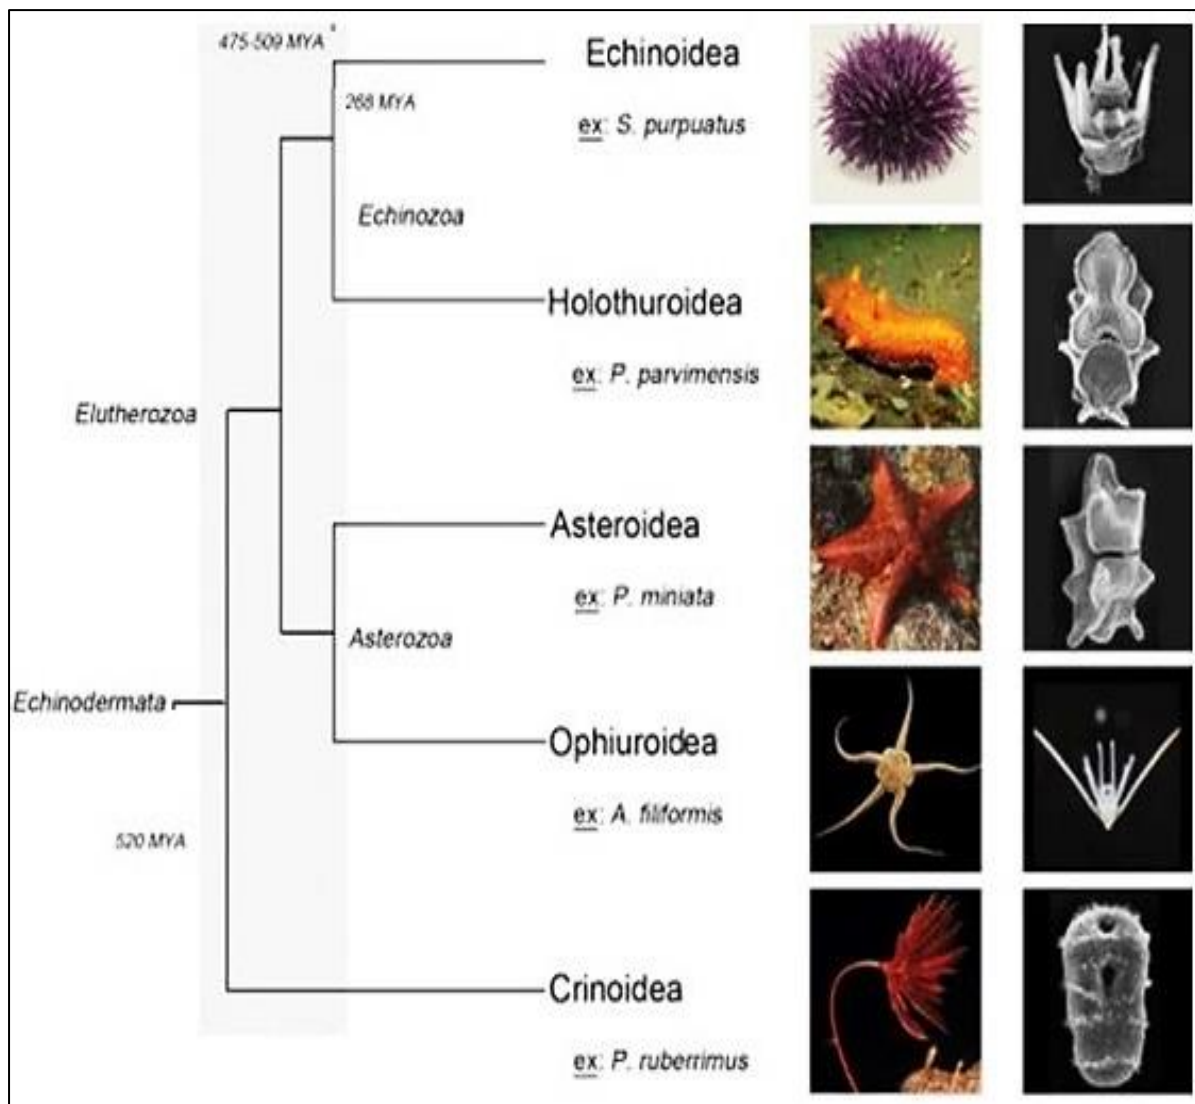 475-509 MYA
Echinoidea
268 MYA
ex: S. purpuatus
Echinozoa
Holothuroidea
ex: P. parvimensis
Elutherozoa
Asteroidea
ex: P. miniata
Asterozoa
Echinodermata
Ophiuroidea
ex: A. filiformis
520 MYA
Crinoidea
ex: P. ruberrimus